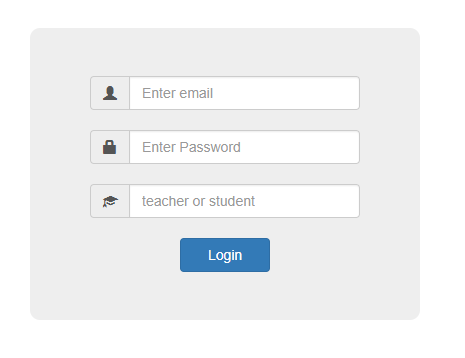 Enter email
Enter Password
teacher or student
Login